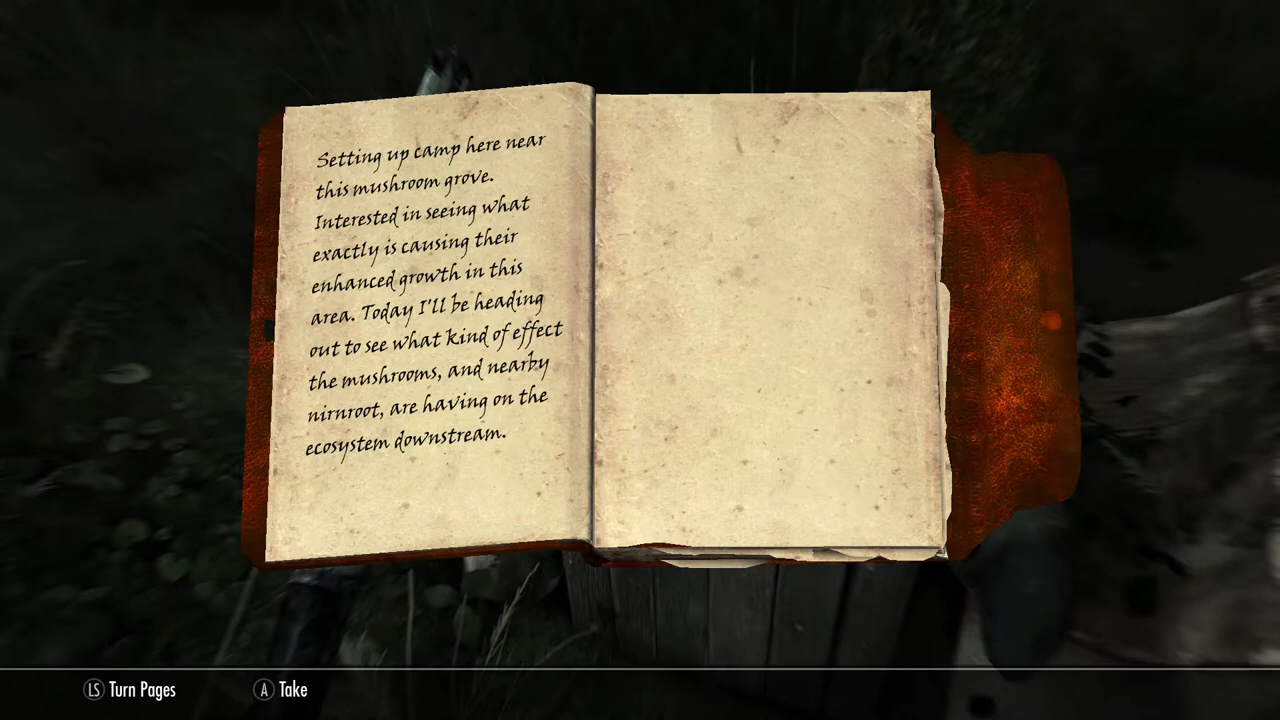 Setting up camp here near
this mushroom grove.
Interested in seeing what
exactly is causing their
enhanced growth in this
area. Today I'll be heading
out to see what kind of effect
the mushrooms, and nearby
nirnroot, are having on the
ecosystem downstream.
LS Turn Pages
A Take